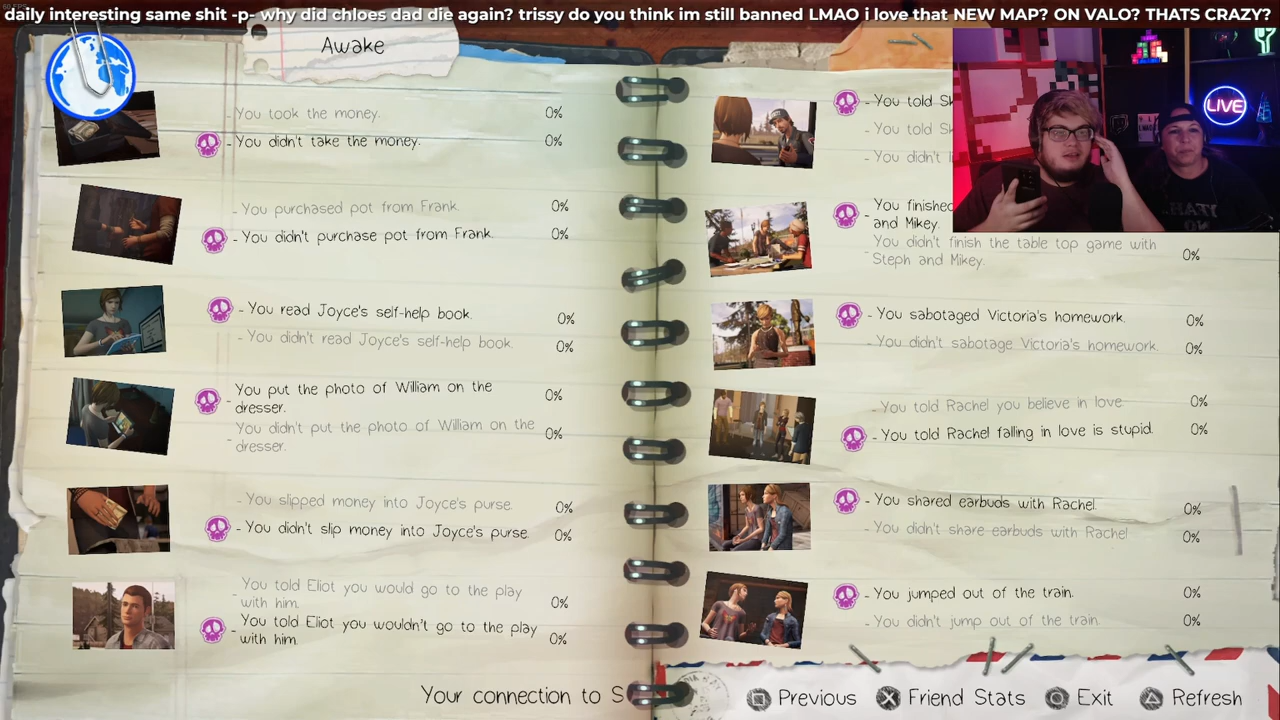 60 FPS
daily interesting same shit -p- why did chloes dad die again? trissy do you think im still banned LMAO i love that NEW MAP? ON VALO? THATS CRAZY?
Awake
- You took the money. 0%
- You didn't take the money. 0%
- You purchased pot from Frank. 0%
- You didn't purchase pot from Frank. 0%
- You read Joyce's self-help book. 0%
- You didn't read Joyce's self-help book. 0%
You put the photo of William on the
- dresser. 0%
You didn't put the photo of William on the
- dresser. 0%
- You slipped money into Joyce's purse. 0%
- You didn't slip money into Joyce's purse. 0%
You told Eliot you would go to the play
- with him. 0%
You told Eliot you wouldn't go to the play
- with him. 0%
Your connection to S
- You told Sk
- You told Sk
- You didn't
You finished
- and Mikey.
You didn't finish the table top game with
- Steph and Mikey. 0%
- You sabotaged Victoria's homework. 0%
- You didn't sabotage Victoria's homework. 0%
- You told Rachel you believe in love. 0%
- You told Rachel falling in love is stupid. 0%
- You shared earbuds with Rachel. 0%
- You didn't share earbuds with Rachel. 0%
- You jumped out of the train. 0%
- You didn't jump out of the train. 0%
Previous Friend Stats Exit Refresh
LIVE